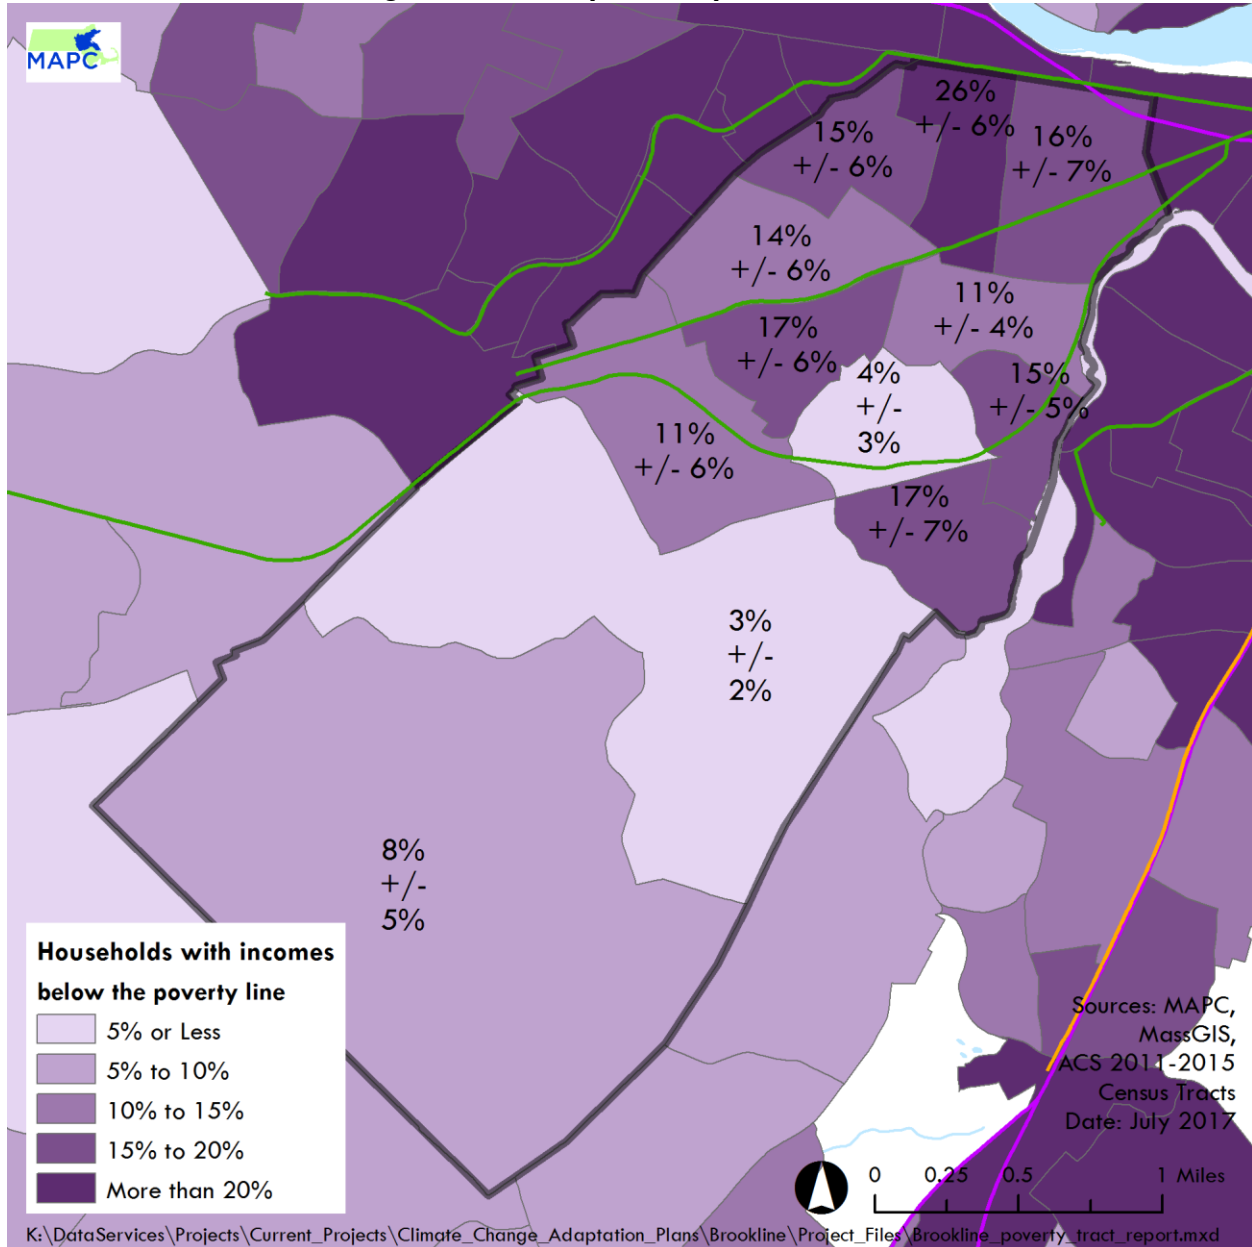 MAPC
26%
+/- 6%
15%
+/- 6%
16%
+/- 7%
14%
+/- 6%
11%
+/- 4%
17%
+/- 6%
4%
+/-
3%
15%
+/- 5%
11%
+/- 6%
17%
+/- 7%
3%
+/-
2%
8%
+/-
5%
Households with incomes
below the poverty line
5% or Less
5% to 10%
10% to 15%
15% to 20%
More than 20%
Sources: MAPC,
MassGIS,
ACS 2011-2015
Census Tracts
Date: July 2017
0 0.25 0.5 1 Miles
K:\DataServices\Projects\Current_Projects\Climate_Change_Adaptation_Plans\Brookline\Project_Files\Brookline_poverty_tract_report.mxd